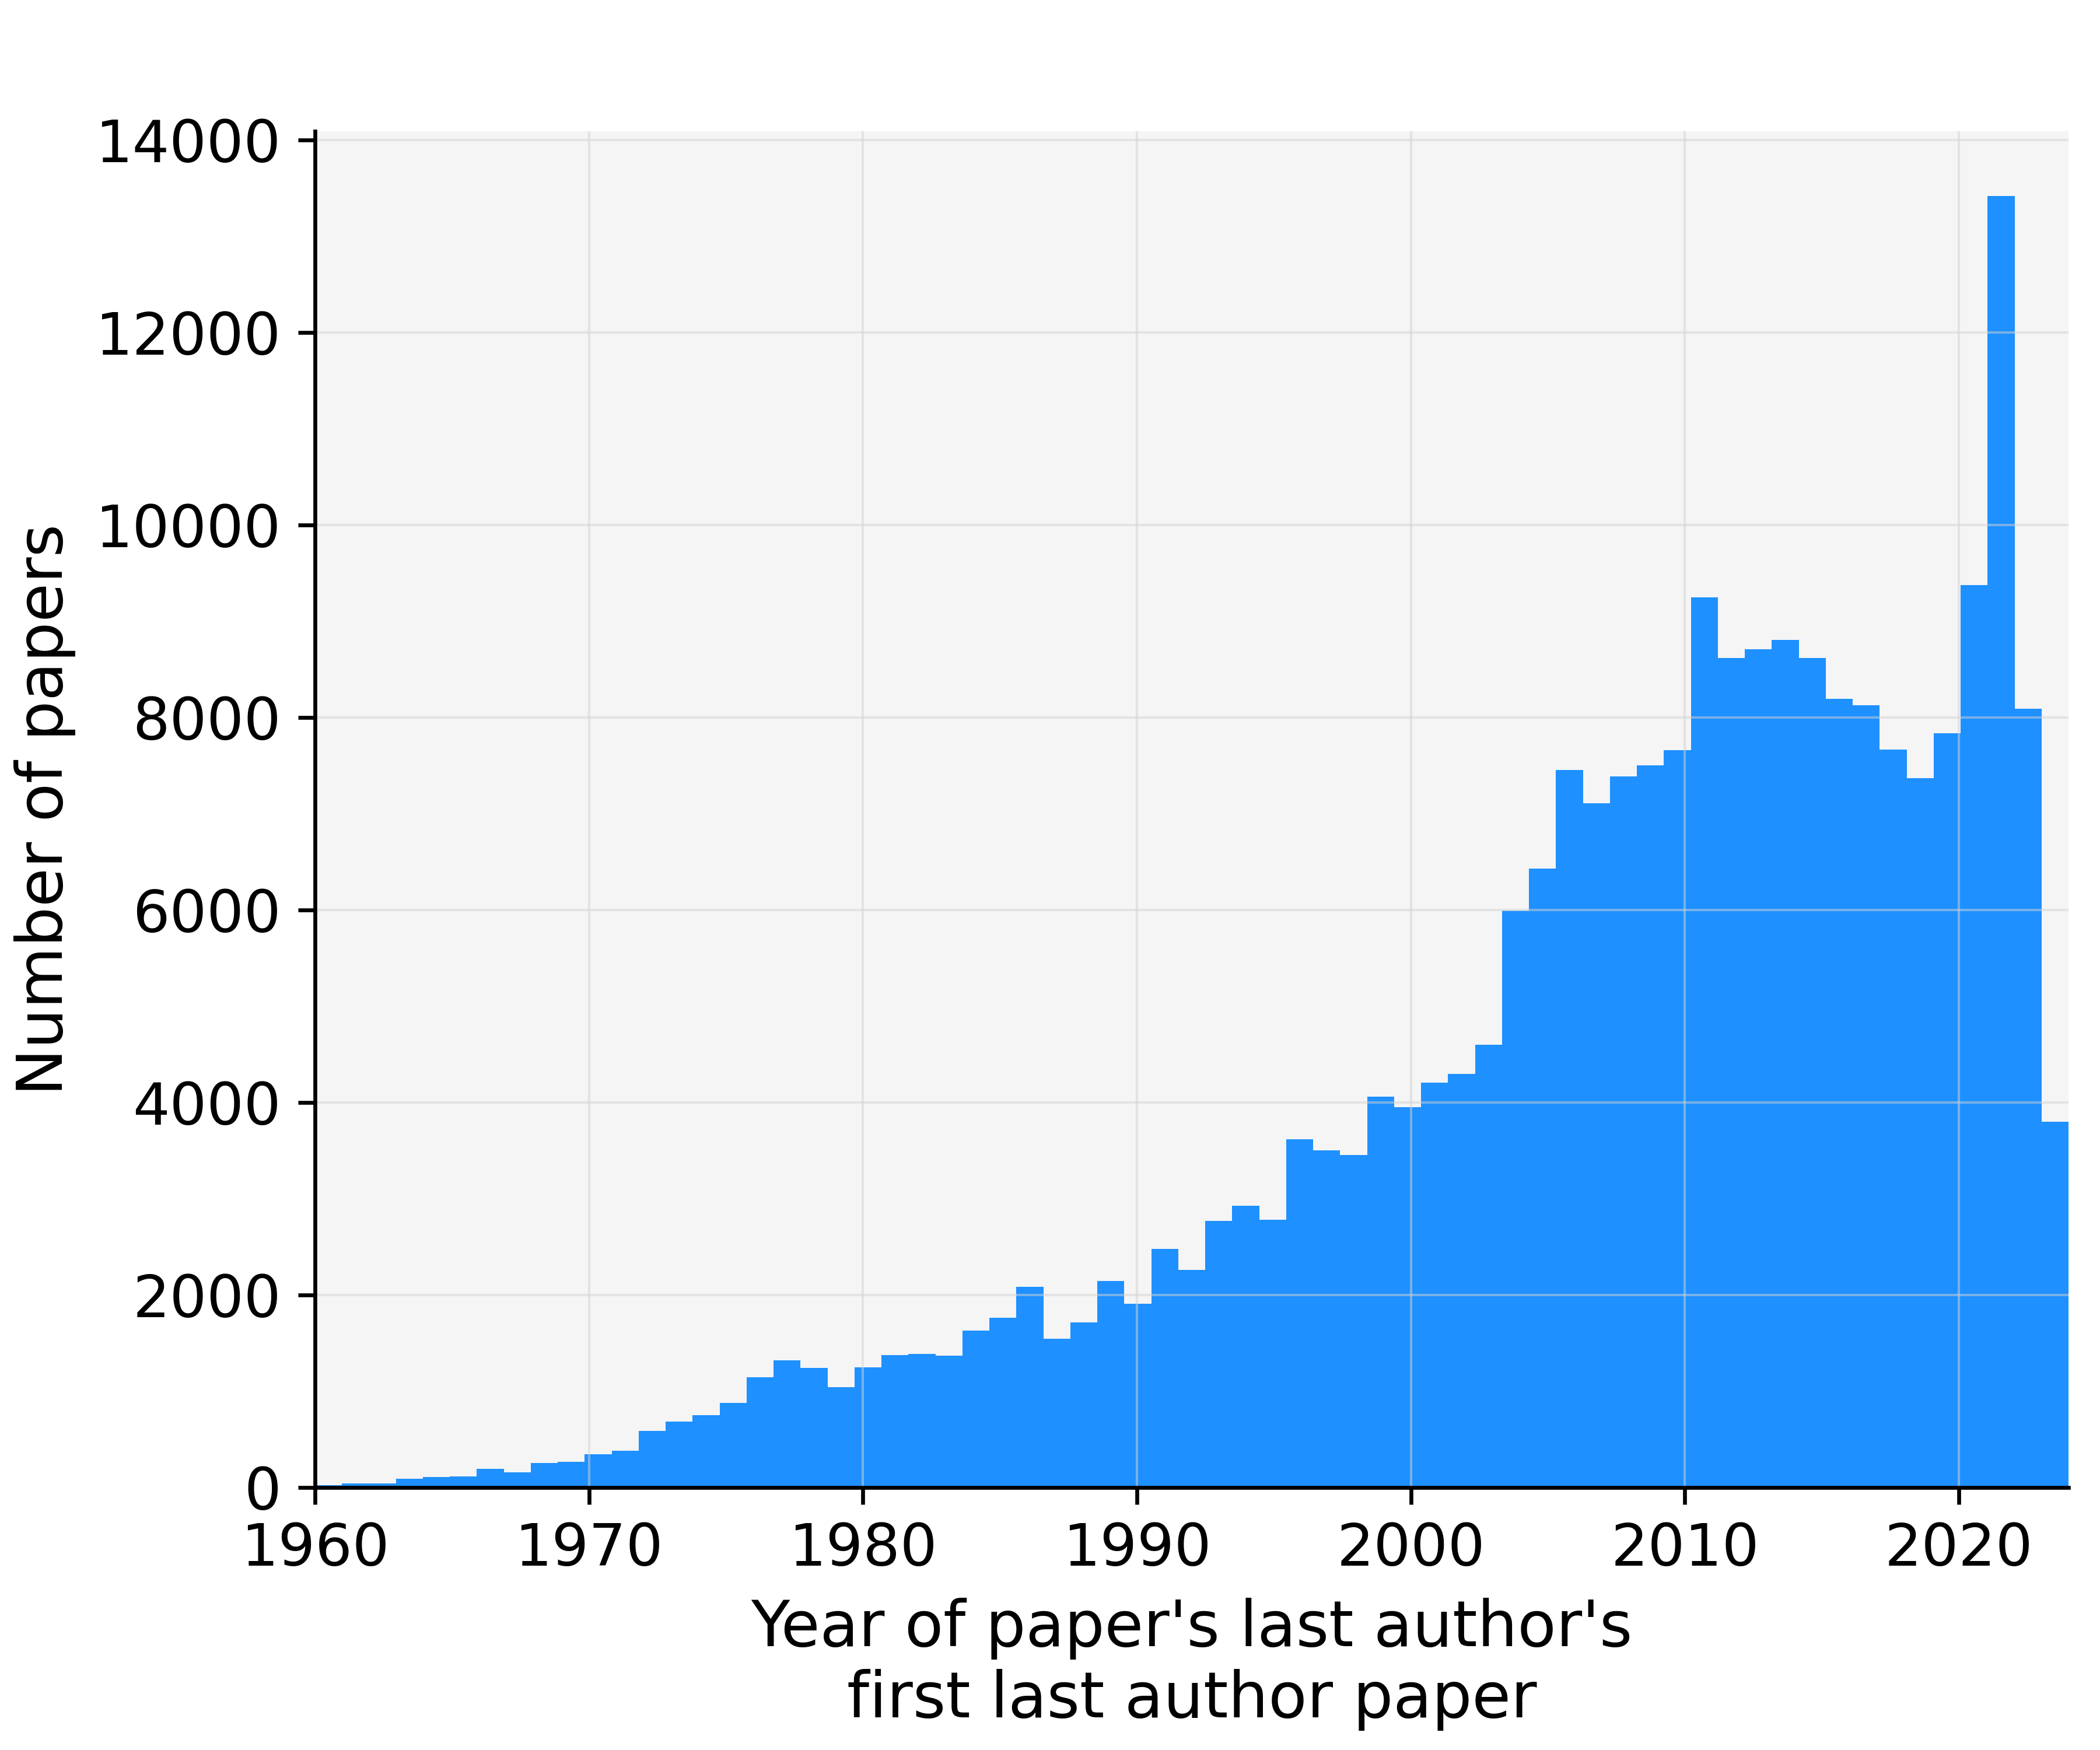 14000
12000
10000
8000
6000
4000
2000
0
Number of papers
1960 1970 1980 1990 2000 2010 2020
Year of paper's last author's
first last author paper